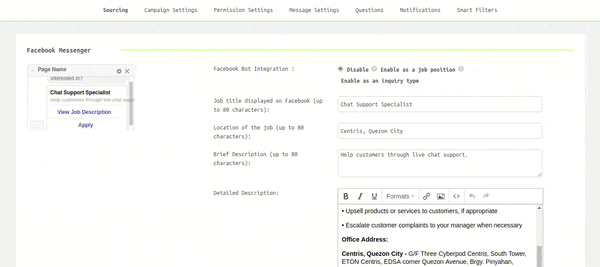 Sourcing Campaign Settings Permission Settings Message Settings Questions Notifications Smart Filters
Facebook Messenger
Page Name
Interested in?
Chat Support Specialist
Help customers through live chat supp
View Job Description
Apply
Facebook Bot Integration :
Disable Enable as a job position
Enable as an inquiry type
Job title displayed on Facebook (up
to 80 characters):
Chat Support Specialist
Location of the job (up to 80
characters):
Centris, Quezon City
Brief Description (up to 80
characters):
Help customers through live chat support.
Detailed Description:
B I U Formats
• Upsell products or services to customers, if appropriate
• Escalate customer complaints to your manager when necessary
Office Address:
Centris, Quezon City - G/F Three Cyberpod Centris, South Tower,
ETON Centris, EDSA corner Quezon Avenue, Brgy. Pinyahan,